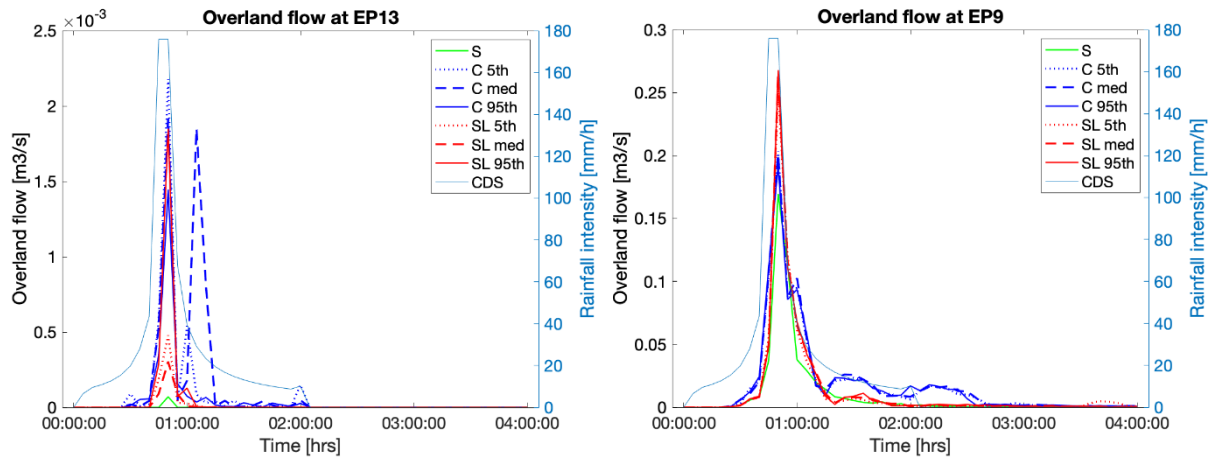 Overland flow at EP13
×10⁻³
2.5
2
1.5
1
0.5
0
Overland flow [m3/s]
180
160
140
120
100
80
60
40
20
0
Rainfall intensity [mm/h]
S
C 5th
C med
C 95th
SL 5th
SL med
SL 95th
CDS
00:00:00 01:00:00 02:00:00 03:00:00 04:00:00
Time [hrs]
Overland flow at EP9
0.3
0.25
0.2
0.15
0.1
0.05
0
Overland flow [m3/s]
180
160
140
120
100
80
60
40
20
0
Rainfall intensity [mm/h]
S
C 5th
C med
C 95th
SL 5th
SL med
SL 95th
CDS
00:00:00 01:00:00 02:00:00 03:00:00 04:00:00
Time [hrs]